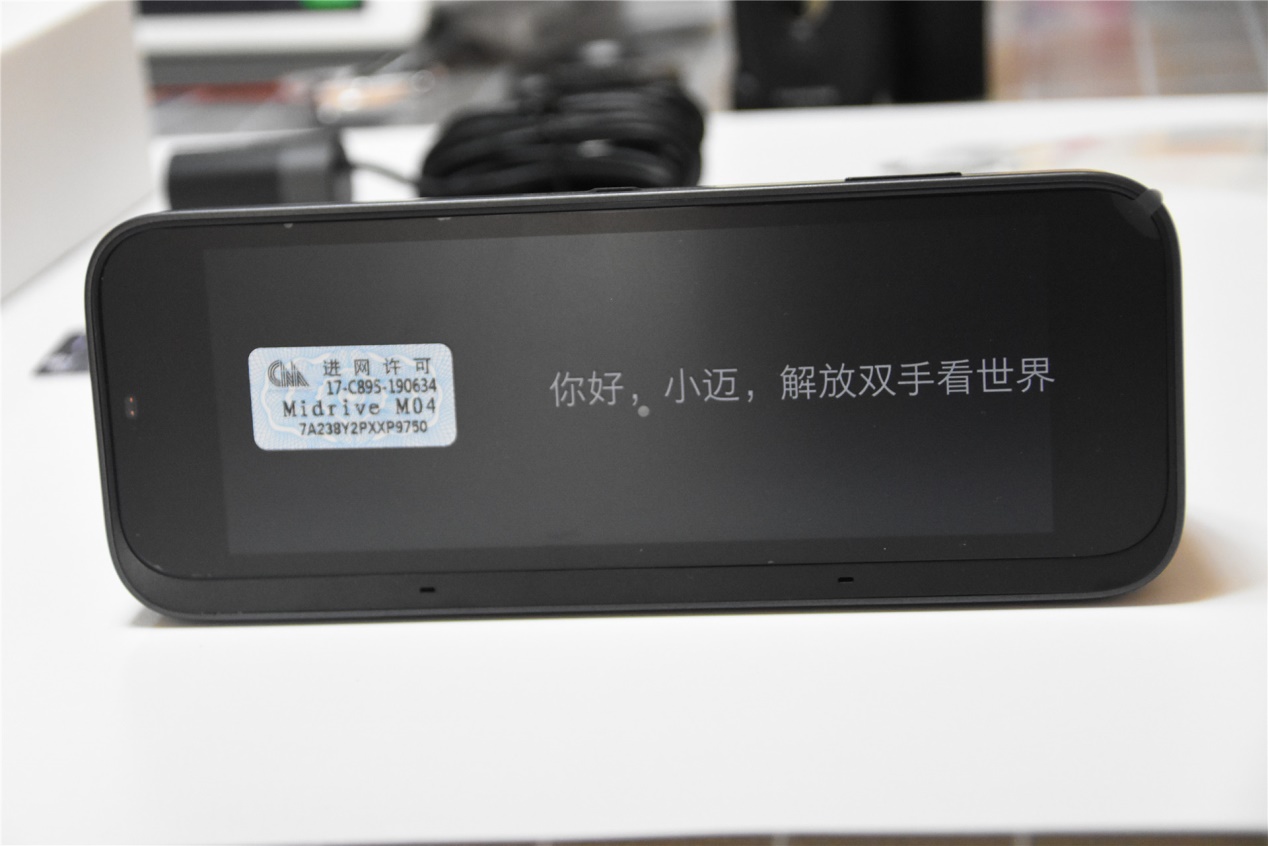 进网许可
17-C895-190634
Midrive M04
7A238Y2PXXP9750
你好，小迈，解放双手看世界